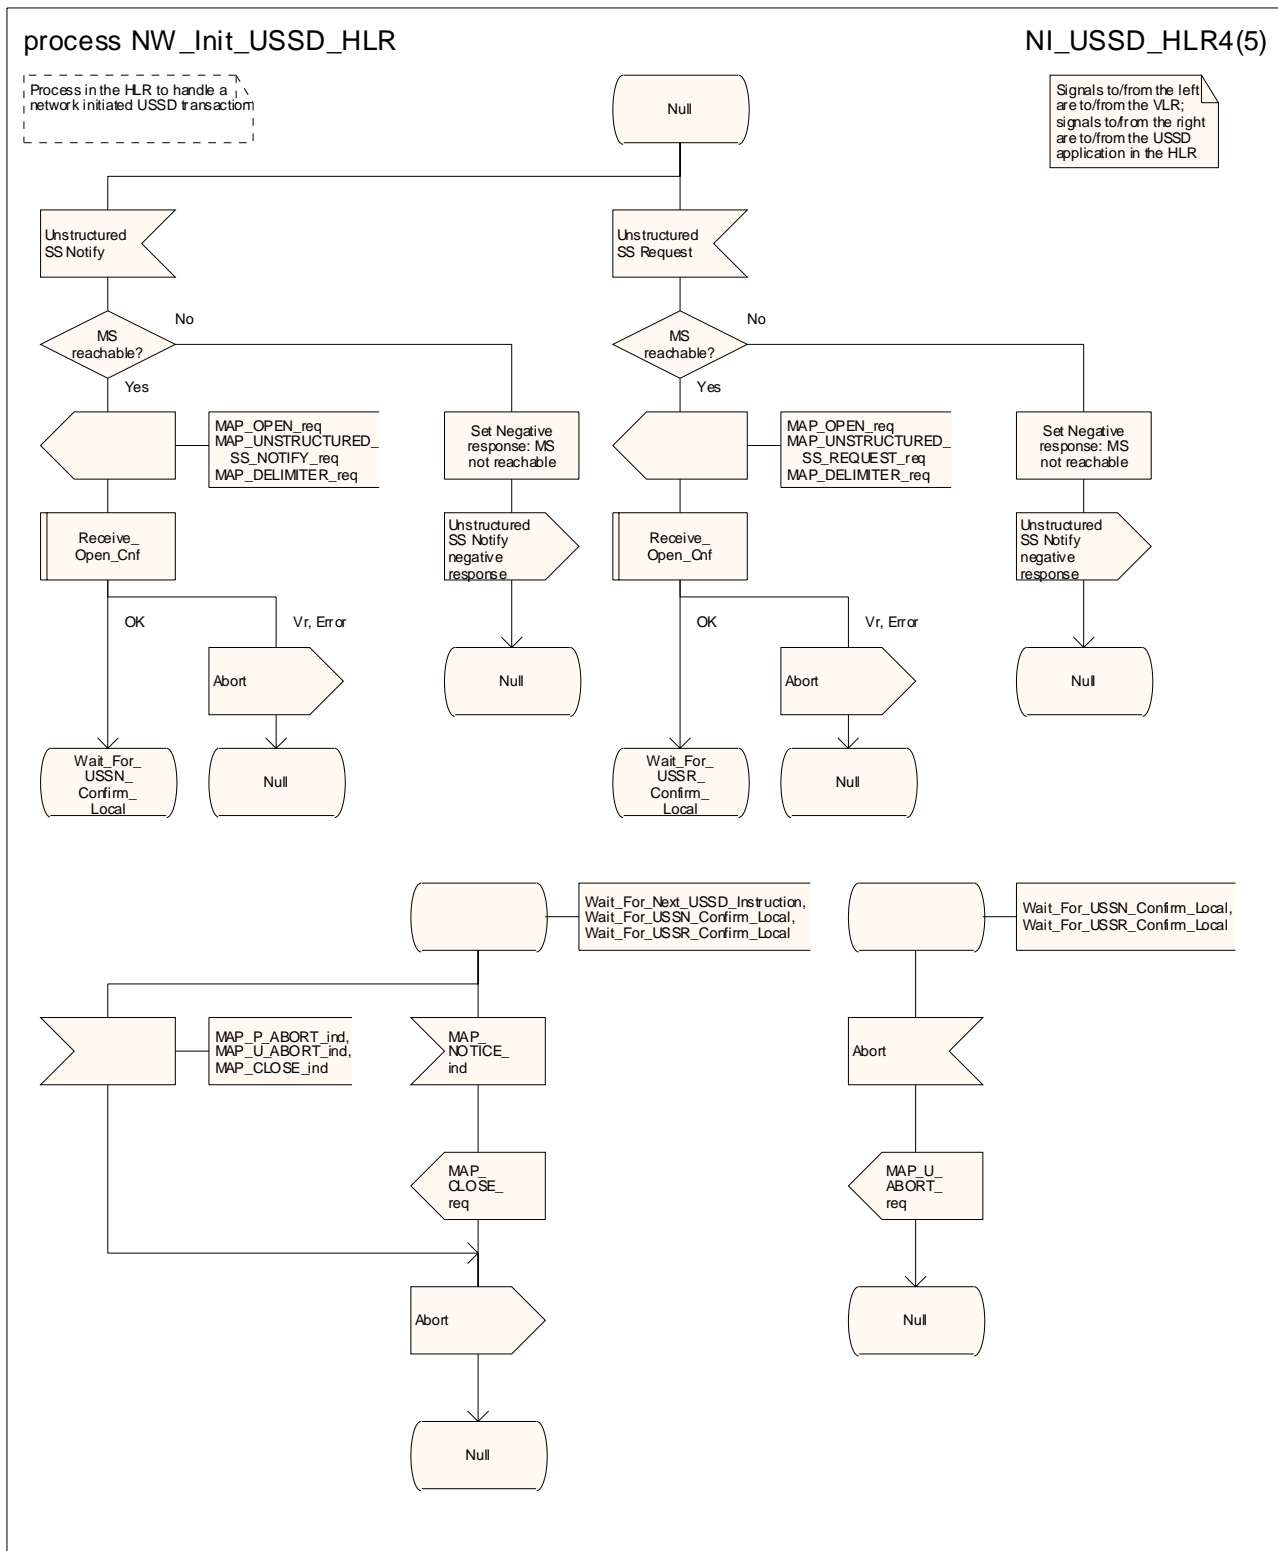 process NW_Init_USSD_HLR
NI_USSD_HLR4(5)
Process in the HLR to handle a
network initiated USSD transaction
Null
Signals to/from the left
are to/from the VLR;
signals to/from the right
are to/from the USSD
application in the HLR
Unstructured
SS Notify
Unstructured
SS Request
MS
reachable?
No
Yes
MS
reachable?
No
Yes
MAP_OPEN_req
MAP_UNSTRUCTURED_
SS_NOTIFY_req
MAP_DELIMITER_req
Set Negative
response: MS
not reachable
MAP_OPEN_req
MAP_UNSTRUCTURED_
SS_REQUEST_req
MAP_DELIMITER_req
Set Negative
response: MS
not reachable
Receive_
Open_Cnf
Unstructured
SS Notify
negative
response
Receive_
Open_Cnf
Unstructured
SS Notify
negative
response
OK
Vr, Error
OK
Vr, Error
Abort
Null
Abort
Null
Wait_For_
USSN_
Confirm_
Local
Null
Wait_For_
USSR_
Confirm_
Local
Null
Wait_For_Next_USSD_Instruction,
Wait_For_USSN_Confirm_Local,
Wait_For_USSR_Confirm_Local
Wait_For_USSN_Confirm_Local,
Wait_For_USSR_Confirm_Local
MAP_P_ABORT_ind,
MAP_U_ABORT_ind,
MAP_CLOSE_ind
MAP_
NOTICE_
ind
Abort
MAP_
CLOSE_
req
MAP_U_
ABORT_
req
Abort
Null
Null